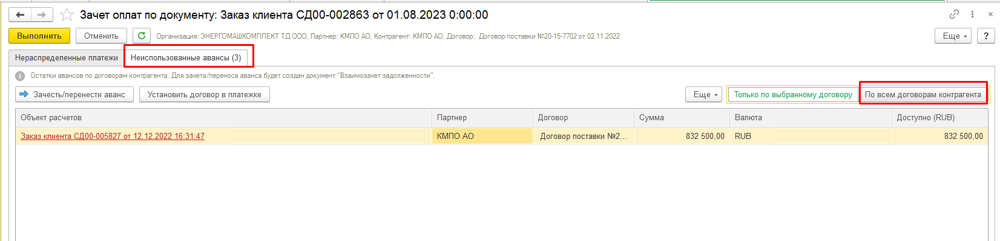 Зачет оплат по документу: Заказ клиента СД00-002863 от 01.08.2023 0:00:00
Выполнить Отменить Организация: ЭНЕРГОМАШКОМПЛЕКТ ТД ООО, Партнер: КМПО АО, Контрагент: КМПО АО, Договор: Договор поставки №20-15-7702 от 02.11.2022 Еще ?
Нераспределенные платежи Неиспользованные авансы (3)
Остатки авансов по договорам контрагента. Для зачета/переноса аванса будет создан документ "Взаимозачет задолженности".
Зачесть/перенести аванс Установить договор в платежке Еще Только по выбранному договору По всем договорам контрагента
Объект расчетов Партнер Договор Сумма Валюта Доступно (RUB)
Заказ клиента СД00-005827 от 12.12.2022 16:31:47 КМПО АО Договор поставки №2... 832 500,00 RUB 832 500,00